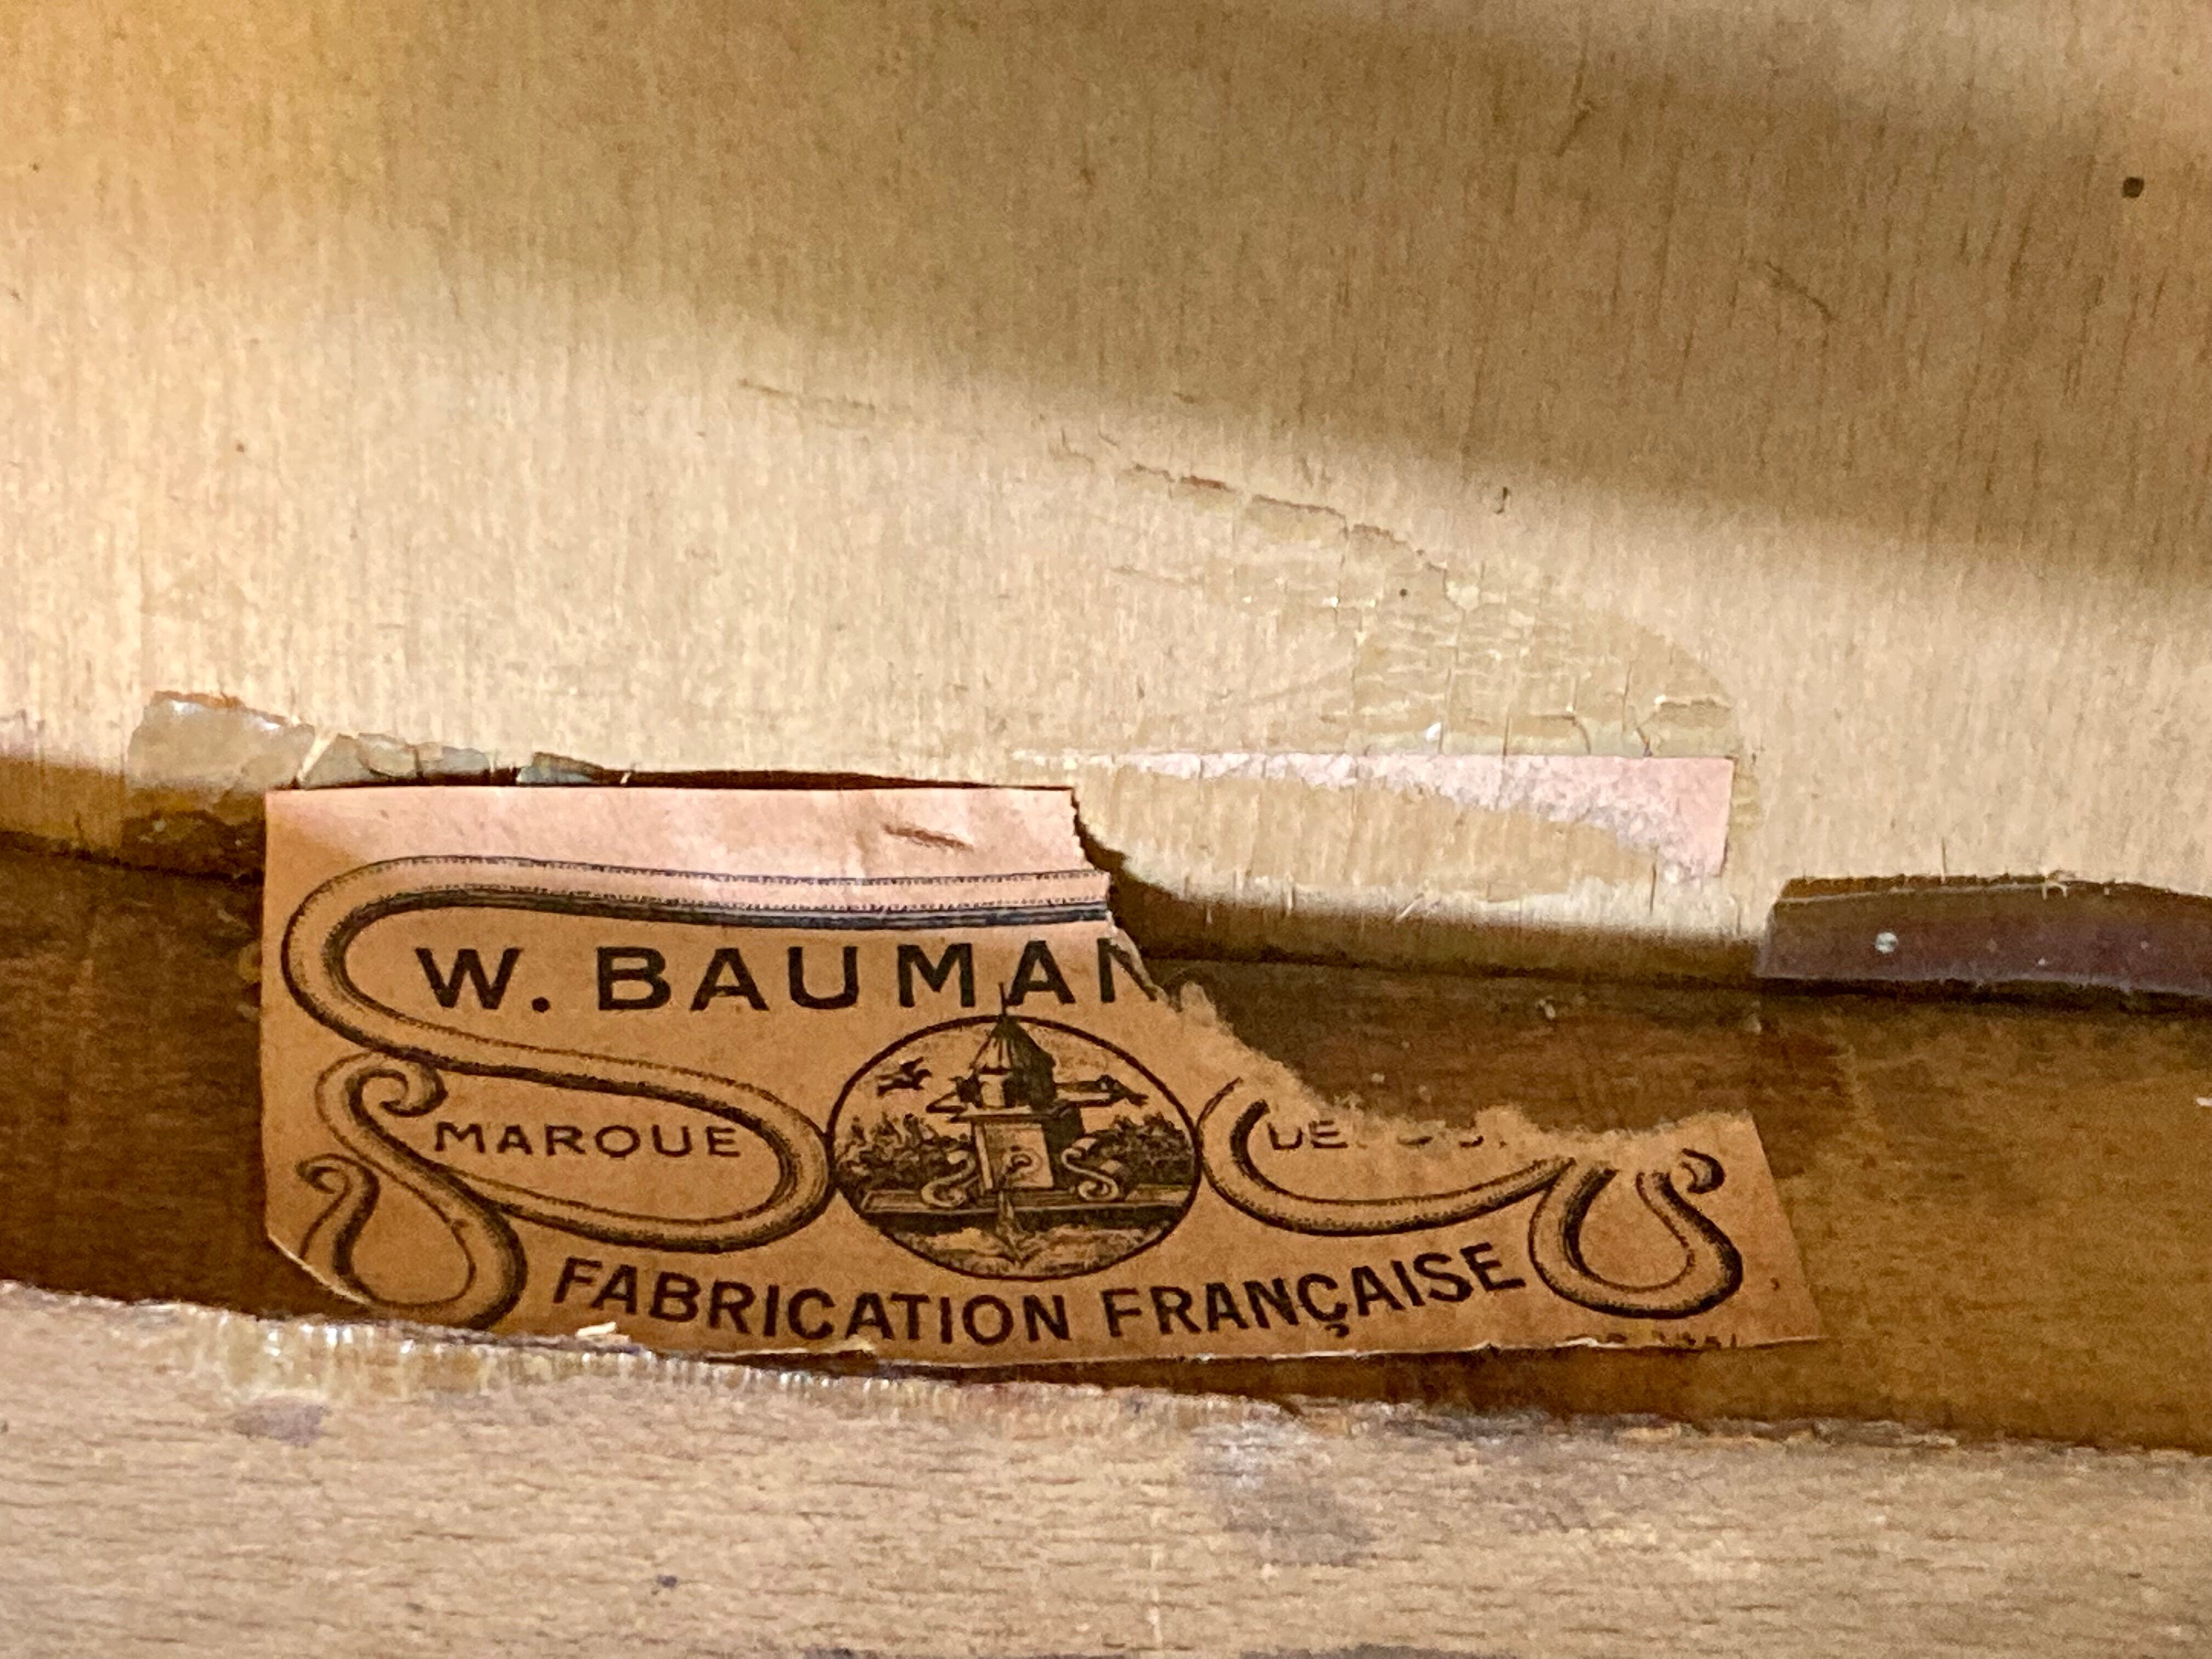 W. BAUMAN
MARQUE
FABRICATION FRANÇAISE